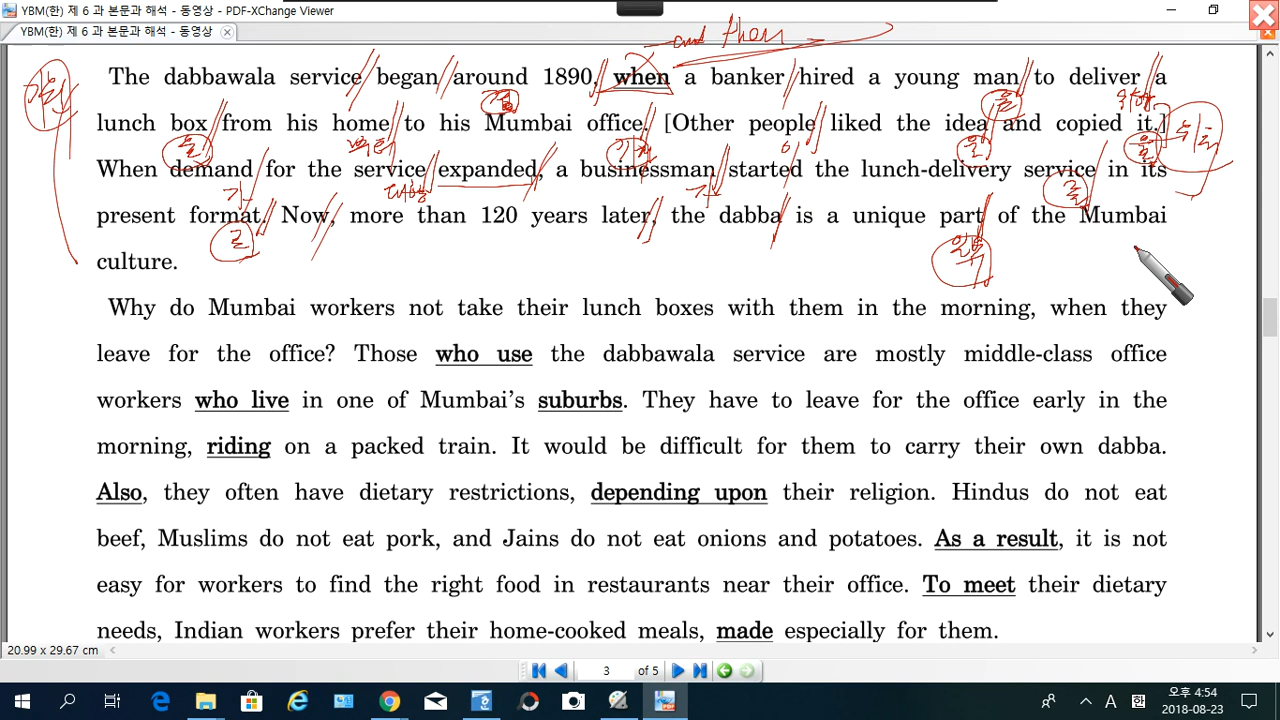 YBM(한) 제 6 과 본문과 해석 - 동영상 - PDF-XChange Viewer
YBM(한) 제 6 과 본문과 해석 - 동영상
and then
The dabbawala service began around 1890, when a banker hired a young man to deliver a
lunch box from his home to his Mumbai office. [Other people liked the idea and copied it.]
When demand for the service expanded, a businessman started the lunch-delivery service in its
present format. Now, more than 120 years later, the dabba is a unique part of the Mumbai
culture.
Why do Mumbai workers not take their lunch boxes with them in the morning, when they
leave for the office? Those who use the dabbawala service are mostly middle-class office
workers who live in one of Mumbai's suburbs. They have to leave for the office early in the
morning, riding on a packed train. It would be difficult for them to carry their own dabba.
Also, they often have dietary restrictions, depending upon their religion. Hindus do not eat
beef, Muslims do not eat pork, and Jains do not eat onions and potatoes. As a result, it is not
easy for workers to find the right food in restaurants near their office. To meet their dietary
needs, Indian workers prefer their home-cooked meals, made especially for them.
20.99 x 29.67 cm
3 of 5
A 한 오후 4:54
2018-08-23